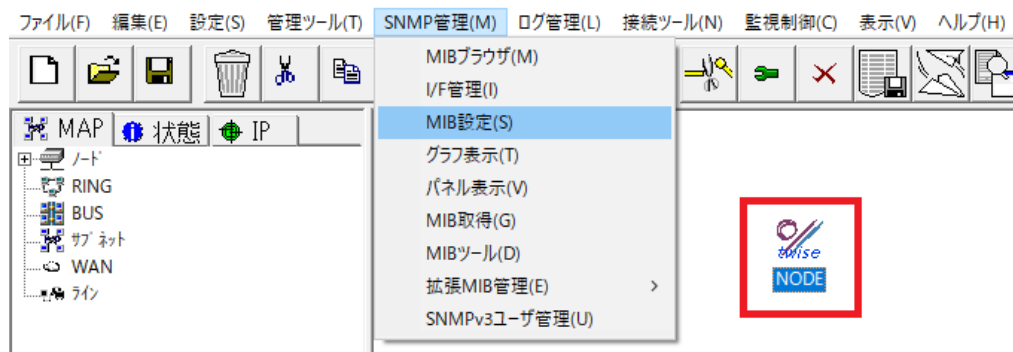 ファイル(F) 編集(E) 設定(S) 管理ツール(T) SNMP管理(M) ログ管理(L) 接続ツール(N) 監視制御(C) 表示(V) ヘルプ(H)
MIBブラウザ(M)
I/F管理(I)
MIB設定(S)
グラフ表示(T)
パネル表示(V)
MIB取得(G)
MIBツール(D)
拡張MIB管理(E)
SNMPv3ユーザ管理(U)
MAP 状態 IP
ﾉｰﾄﾞ
RING
BUS
ｻﾌﾞﾈｯﾄ
WAN
ﾗｲﾝ
twise
NODE